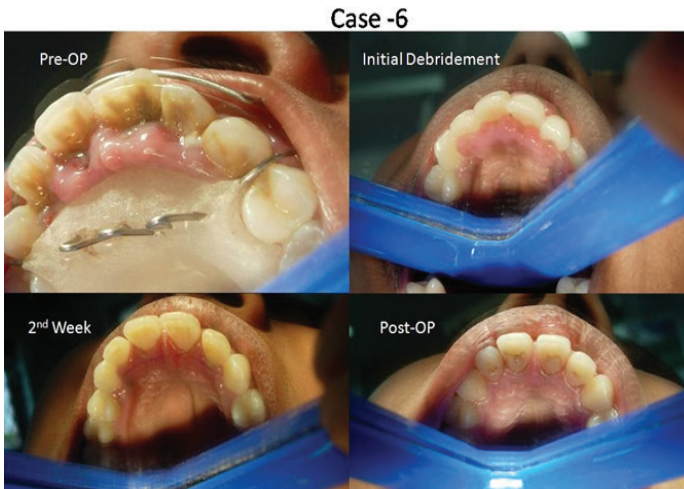 Case -6
Pre-OP
Initial Debridement
2nd Week
Post-OP